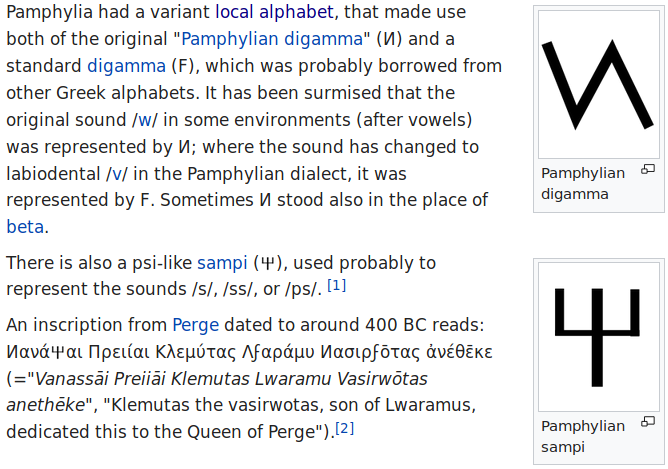 Pamphylia had a variant local alphabet, that made use
both of the original "Pamphylian digamma" (И) and a
standard digamma (Ϝ), which was probably borrowed from
other Greek alphabets. It has been surmised that the
original sound /w/ in some environments (after vowels)
was represented by И; where the sound has changed to
labiodental /v/ in the Pamphylian dialect, it was
represented by Ϝ. Sometimes И stood also in the place of
beta.
There is also a psi-like sampi (Ͳ), used probably to
represent the sounds /s/, /ss/, or /ps/. [1]
An inscription from Perge dated to around 400 BC reads:
ИανάΨαι Πρειίαι Κλεμύτας Λϝαράμυ Иασιρϝο̄τας ἀνέθε̄κε
(="Vanassāi Preiiāi Klemutas Lwaramu Vasirwōtas
anethēke", "Klemutas the vasirwotas, son of Lwaramus,
dedicated this to the Queen of Perge").[2]
Pamphylian
digamma
Pamphylian
sampi